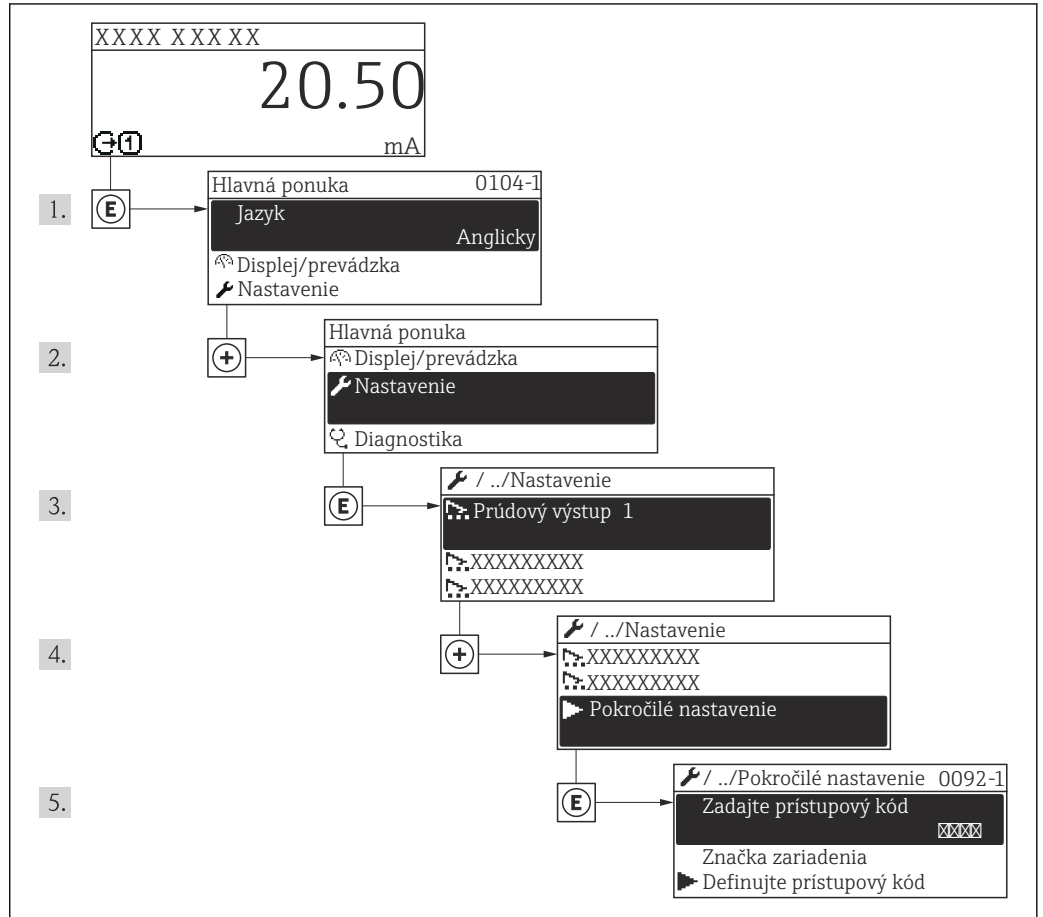 XXXX XXX XX
20.50
1
mA
1.
E
Hlavná ponuka 0104-1
Jazyk
Anglicky
Displej/prevádzka
Nastavenie
2.
+
Hlavná ponuka
Displej/prevádzka
Nastavenie
Diagnostika
3.
E
/ ../Nastavenie
Prúdový výstup 1
XXXXXXXXX
XXXXXXXXX
4.
+
/ ../Nastavenie
XXXXXXXXX
XXXXXXXXX
Pokročilé nastavenie
5.
E
/ ../Pokročilé nastavenie 0092-1
Zadajte prístupový kód
Značka zariadenia
Definujte prístupový kód